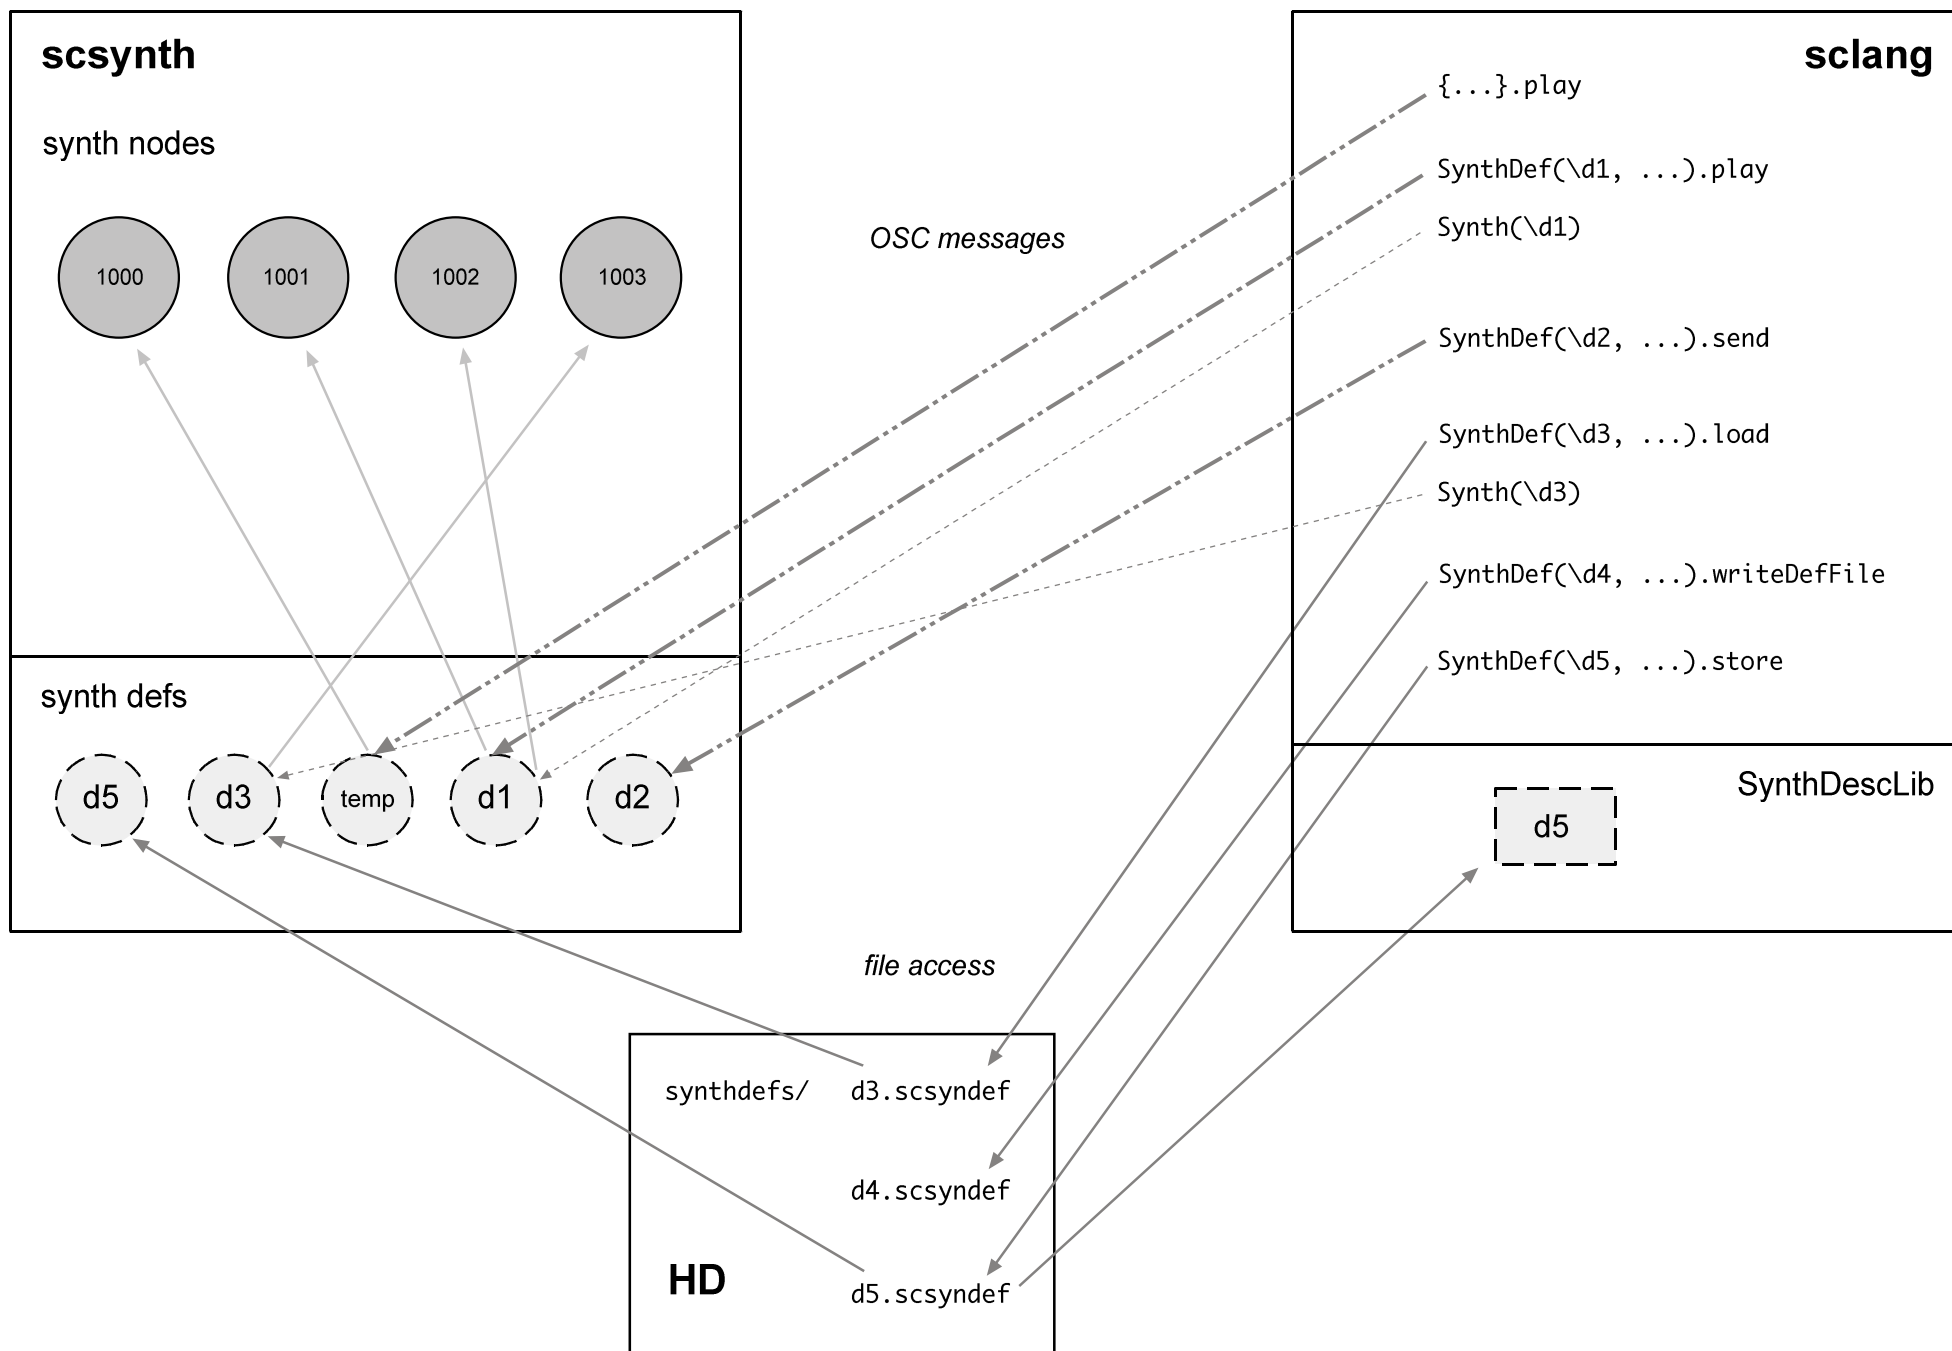 scsynth
synth nodes
1000 1001 1002 1003
synth defs
d5 d3 temp d1 d2
OSC messages
sclang
{...}.play
SynthDef(\d1, ...).play
Synth(\d1)
SynthDef(\d2, ...).send
SynthDef(\d3, ...).load
Synth(\d3)
SynthDef(\d4, ...).writeDefFile
SynthDef(\d5, ...).store
SynthDescLib
d5
file access
synthdefs/ d3.scsyndef
d4.scsyndef
HD
d5.scsyndef